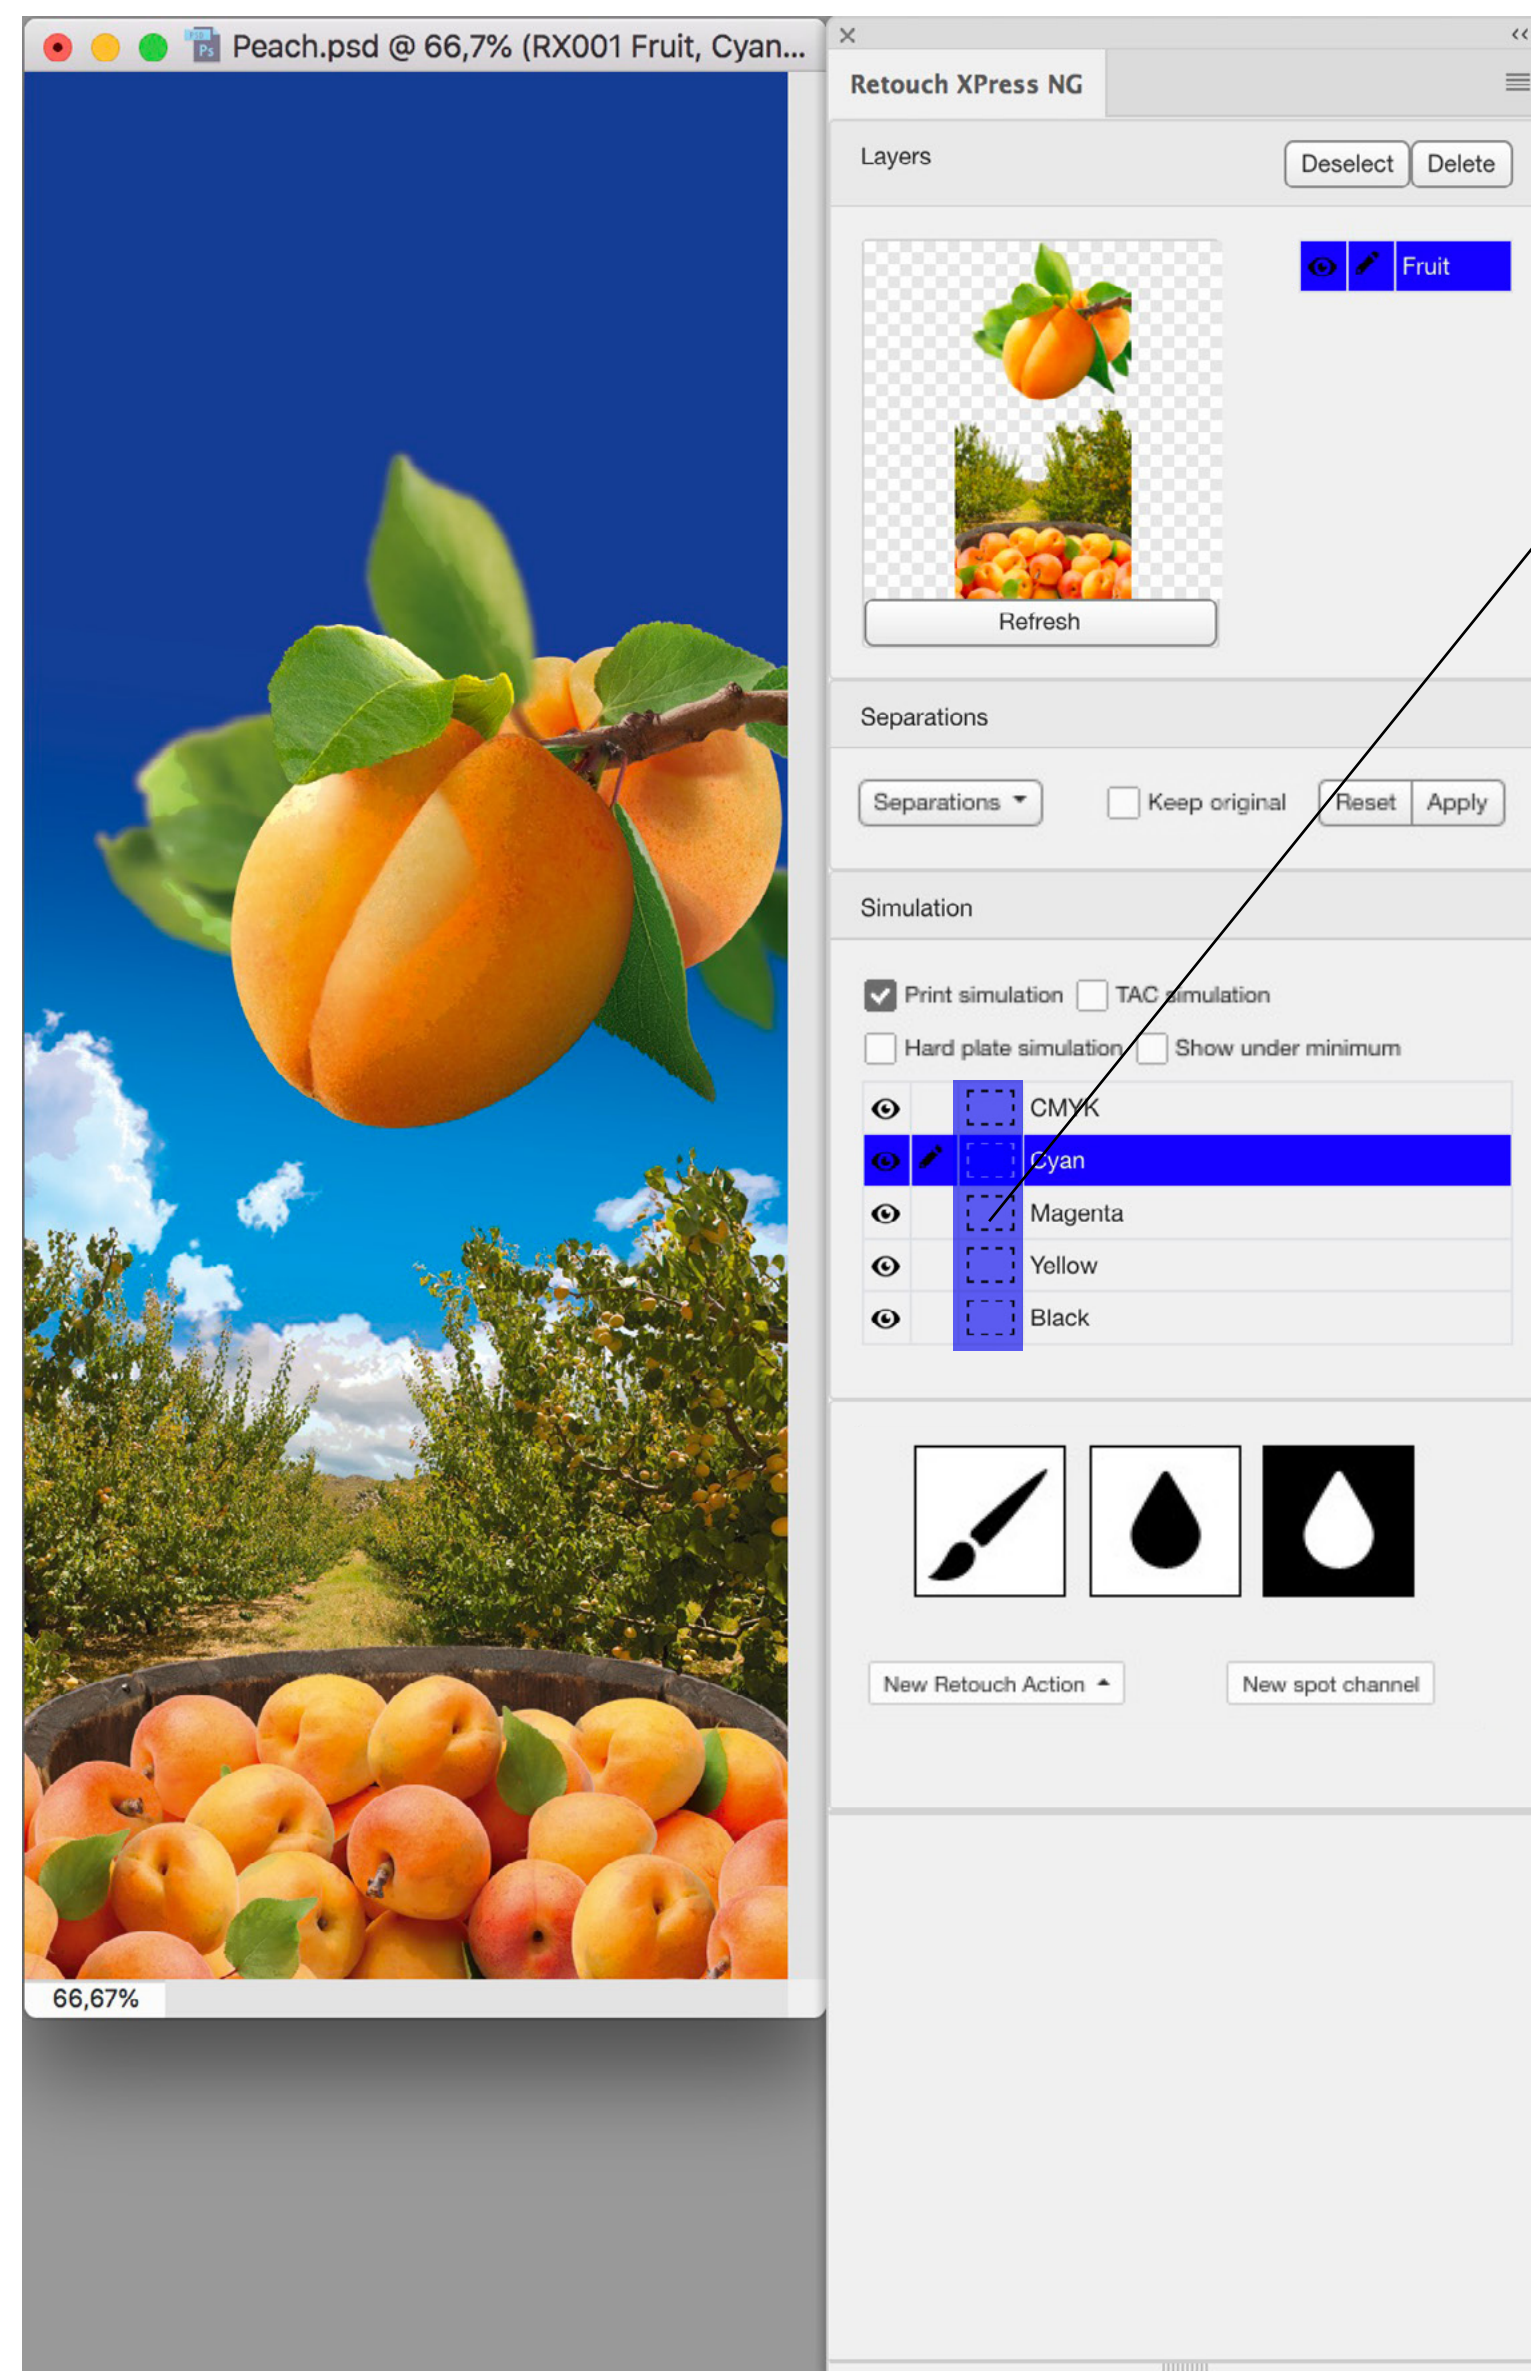 Peach.psd @ 66,7% (RX001 Fruit, Cyan...
Retouch XPress NG
Layers
Deselect
Delete
Fruit
Refresh
Separations
Separations
Keep original
Reset
Apply
Simulation
Print simulation
TAC simulation
Hard plate simulation
Show under minimum
CMYK
Cyan
Magenta
Yellow
Black
New Retouch Action
New spot channel
66,67%